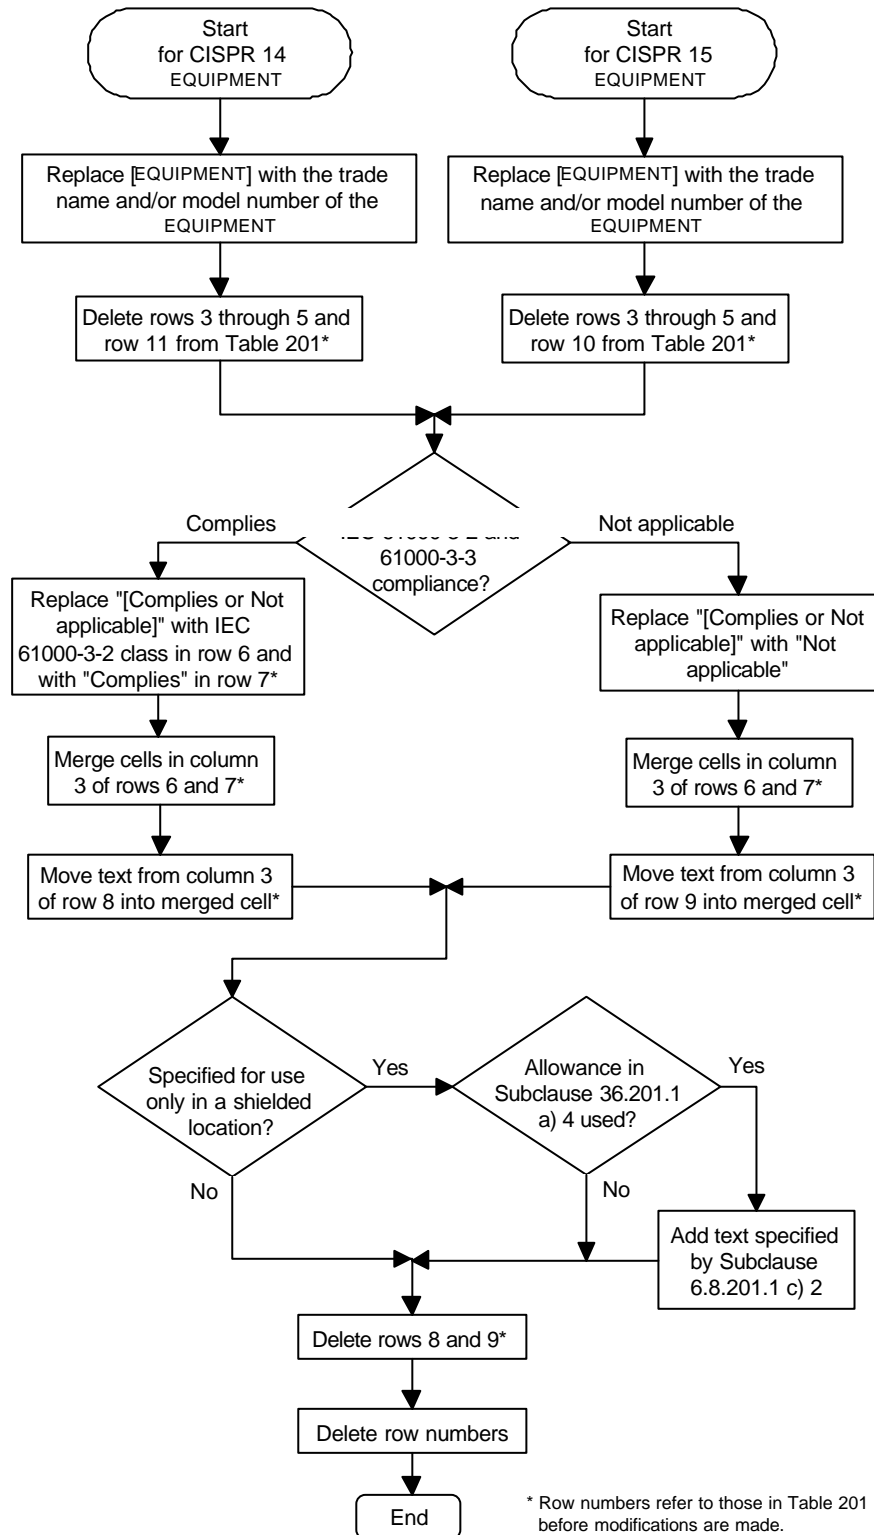 Start
for CISPR 14
EQUIPMENT
Start
for CISPR 15
EQUIPMENT
Replace [EQUIPMENT] with the trade
name and/or model number of the
EQUIPMENT
Replace [EQUIPMENT] with the trade
name and/or model number of the
EQUIPMENT
Delete rows 3 through 5 and
row 11 from Table 201*
Delete rows 3 through 5 and
row 10 from Table 201*
Complies
Not applicable
and
61000-3-3
compliance?
Replace "[Complies or Not
applicable]" with IEC
61000-3-2 class in row 6 and
with "Complies" in row 7*
Replace "[Complies or Not
applicable]" with "Not
applicable"
Merge cells in column
3 of rows 6 and 7*
Merge cells in column
3 of rows 6 and 7*
Move text from column 3
of row 8 into merged cell*
Move text from column 3
of row 9 into merged cell*
Specified for use
only in a shielded
location?
Yes
Allowance in
Subclause 36.201.1
a) 4 used?
Yes
No
No
Add text specified
by Subclause
6.8.201.1 c) 2
Delete rows 8 and 9*
Delete row numbers
End
* Row numbers refer to those in Table 201
before modifications are made.